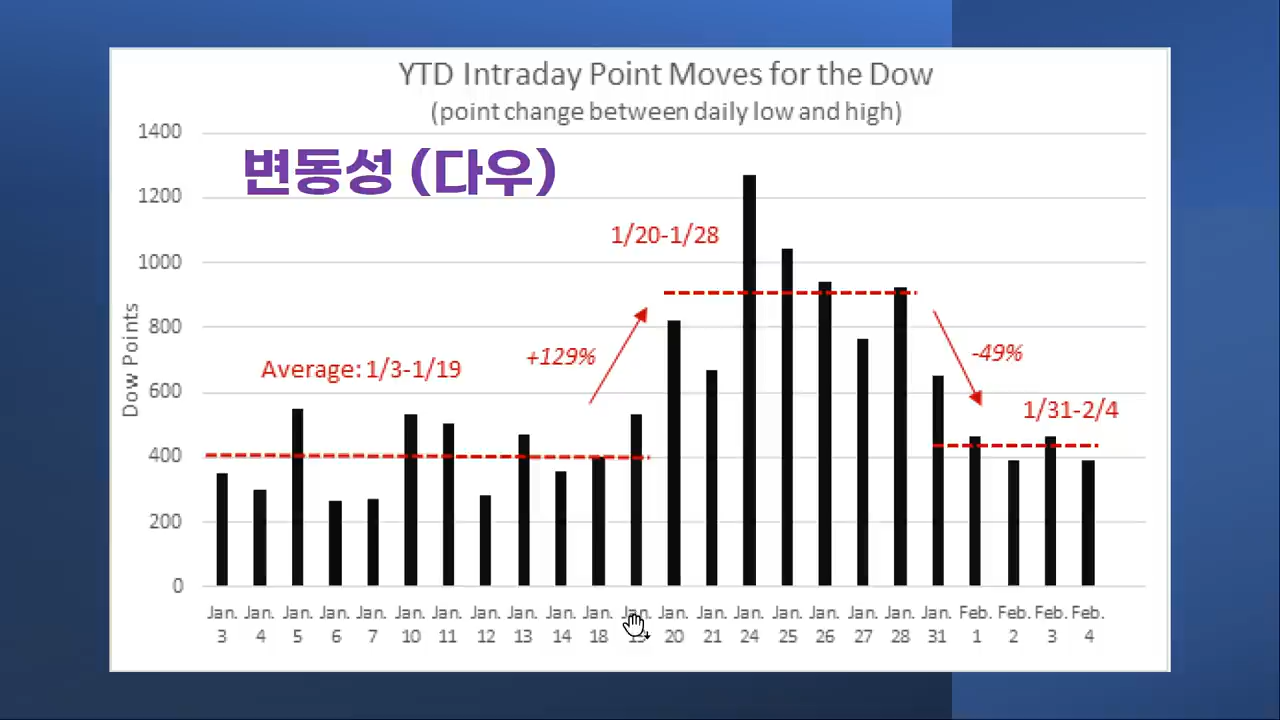 YTD Intraday Point Moves for the Dow
(point change between daily low and high)
변동성 (다우)
1400
1200
1000
800
600
400
200
0
Dow Points
1/20-1/28
+129%
Average: 1/3-1/19
-49%
1/31-2/4
Jan. Jan. Jan. Jan. Jan. Jan. Jan. Jan. Jan. Jan. Jan. Jan. Jan. Jan. Jan. Jan. Jan. Jan. Jan. Jan. Feb. Feb. Feb. Feb.
3 4 5 6 7 10 11 12 13 14 18 19 20 21 24 25 26 27 28 31 1 2 3 4